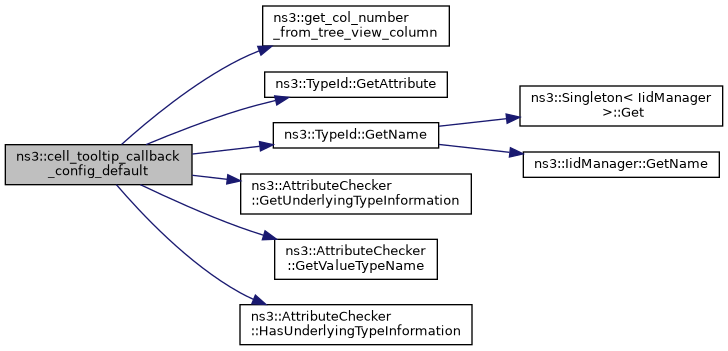 ns3::get_col_number
_from_tree_view_column
ns3::TypeId::GetAttribute
ns3::Singleton< IidManager
>::Get
ns3::TypeId::GetName
ns3::cell_tooltip_callback
_config_default
ns3::IidManager::GetName
ns3::AttributeChecker
::GetUnderlyingTypeInformation
ns3::AttributeChecker
::GetValueTypeName
ns3::AttributeChecker
::HasUnderlyingTypeInformation